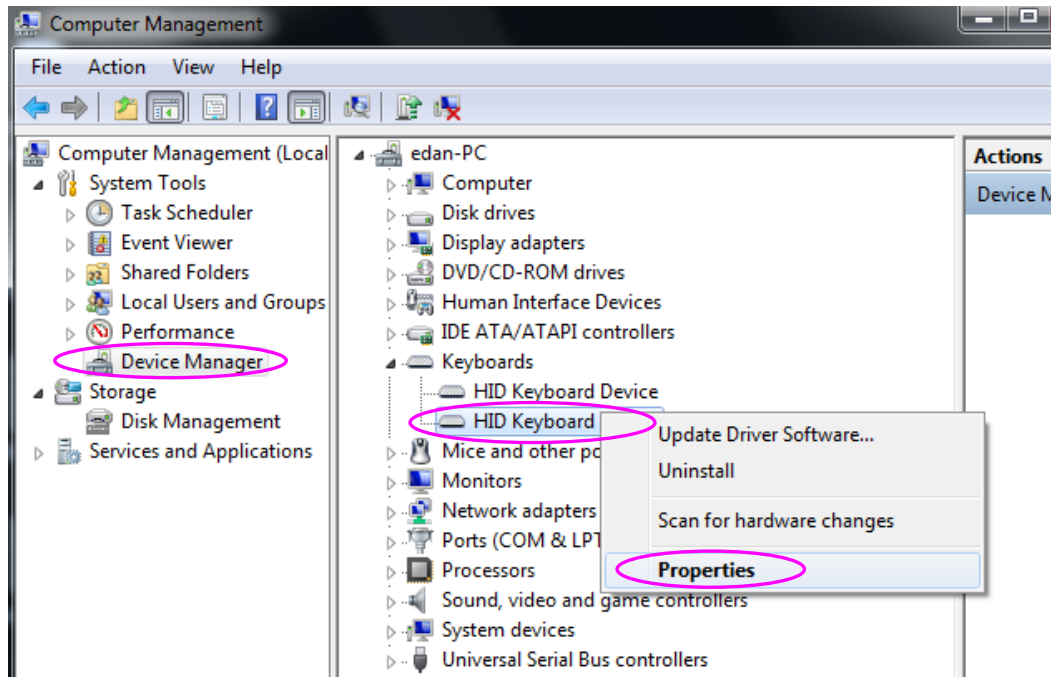 Computer Management
File Action View Help
Computer Management (Local
System Tools
Task Scheduler
Event Viewer
Shared Folders
Local Users and Groups
Performance
Device Manager
Storage
Disk Management
Services and Applications
edan-PC
Computer
Disk drives
Display adapters
DVD/CD-ROM drives
Human Interface Devices
IDE ATA/ATAPI controllers
Keyboards
HID Keyboard Device
HID Keyboard
Mice and other po
Monitors
Network adapters
Ports (COM & LPT
Processors
Sound, video and game controllers
System devices
Universal Serial Bus controllers
Update Driver Software...
Uninstall
Scan for hardware changes
Properties
Actions
Device M